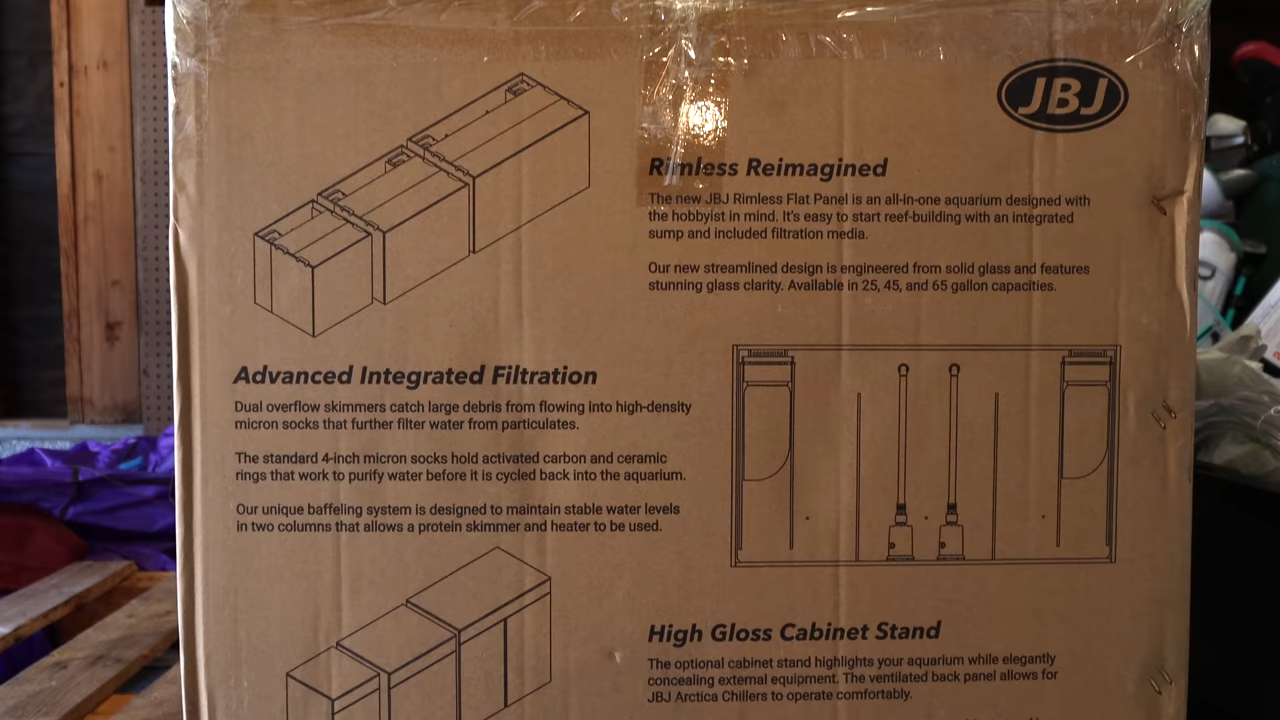 JBJ
Rimless Reimagined
The new JBJ Rimless Flat Panel is an all-in-one aquarium designed with
the hobbyist in mind. It's easy to start reef-building with an integrated
sump and included filtration media.
Our new streamlined design is engineered from solid glass and features
stunning glass clarity. Available in 25, 45, and 65 gallon capacities.
Advanced Integrated Filtration
Dual overflow skimmers catch large debris from flowing into high-density
micron socks that further filter water from particulates.
The standard 4-inch micron socks hold activated carbon and ceramic
rings that work to purify water before it is cycled back into the aquarium.
Our unique baffeling system is designed to maintain stable water levels
in two columns that allows a protein skimmer and heater to be used.
High Gloss Cabinet Stand
The optional cabinet stand highlights your aquarium while elegantly
concealing external equipment. The ventilated back panel allows for
JBJ Arctica Chillers to operate comfortably.